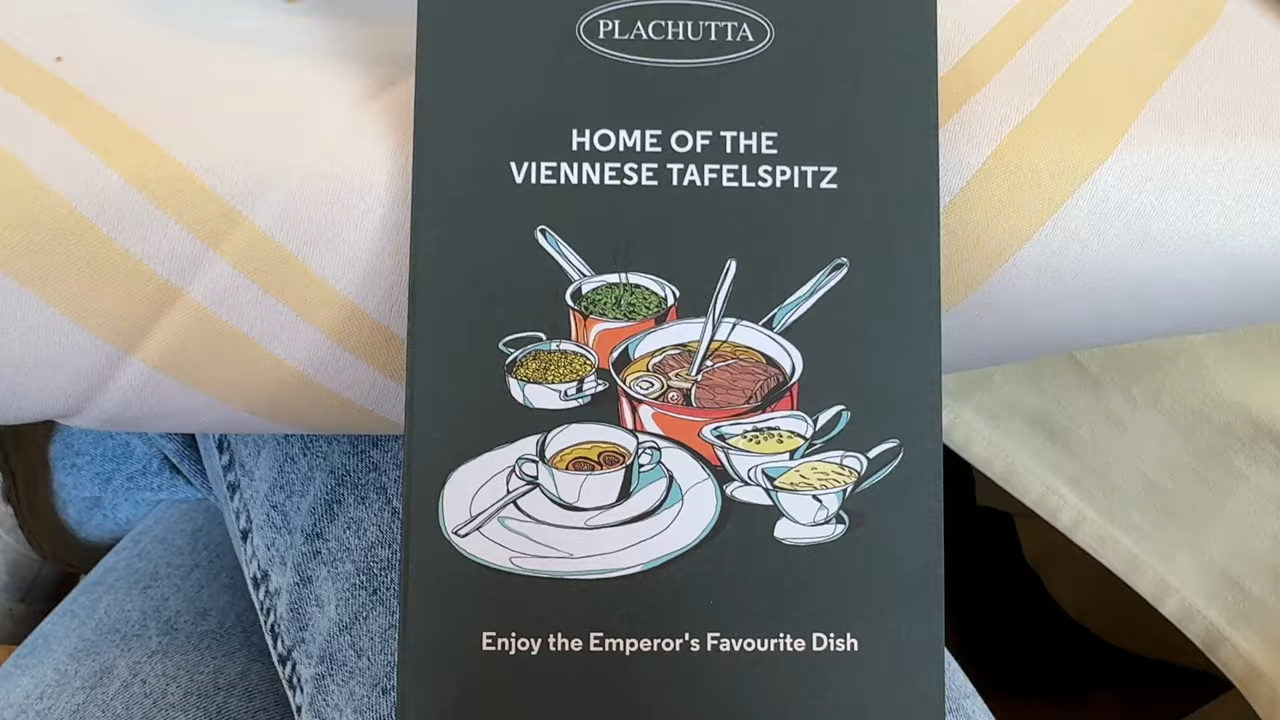 PLACHUTTA
HOME OF THE
VIENNESE TAFELSPITZ
Enjoy the Emperor's Favourite Dish